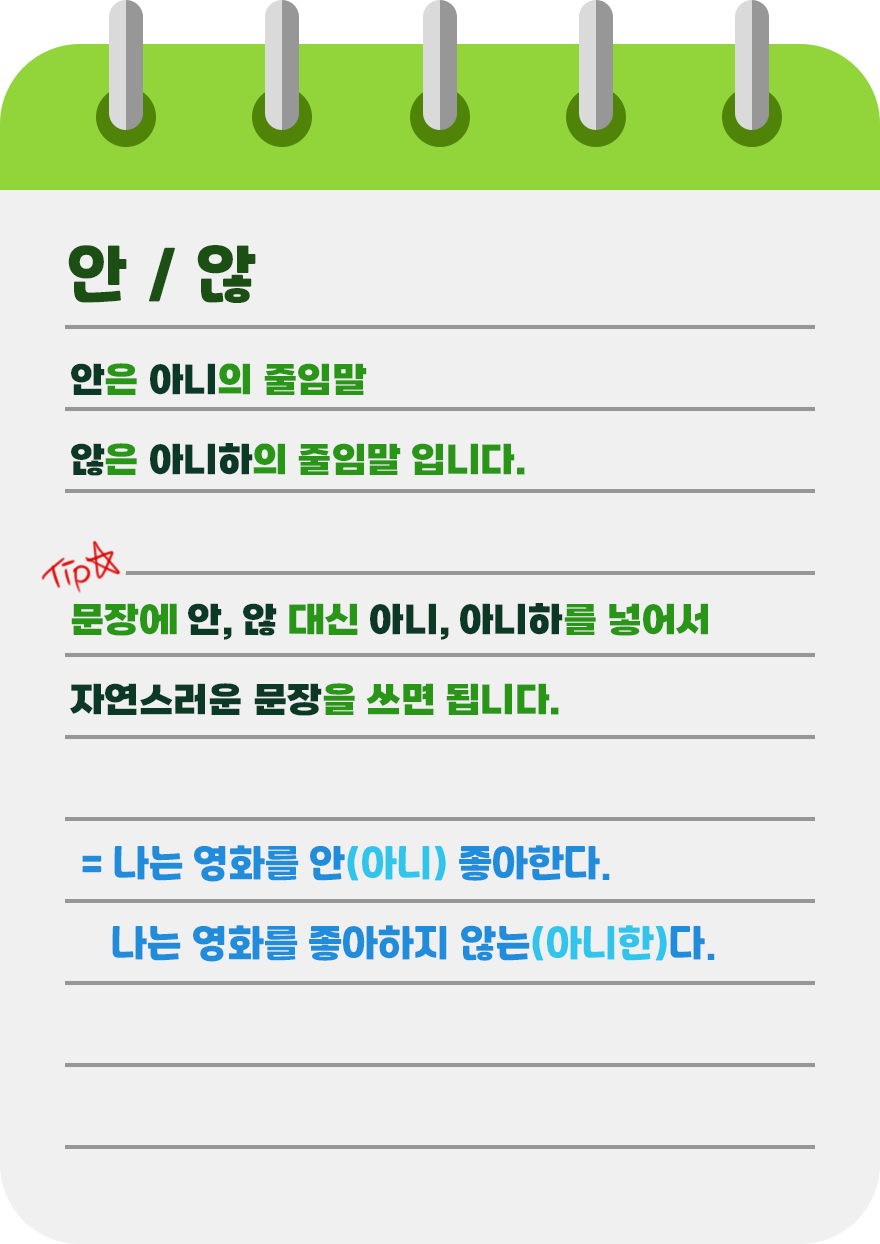 안 / 않
안은 아니의 줄임말
않은 아니하의 줄임말 입니다.
Tip☆
문장에 안, 않 대신 아니, 아니하를 넣어서
자연스러운 문장을 쓰면 됩니다.
= 나는 영화를 안(아니) 좋아한다.
나는 영화를 좋아하지 않는(아니한)다.